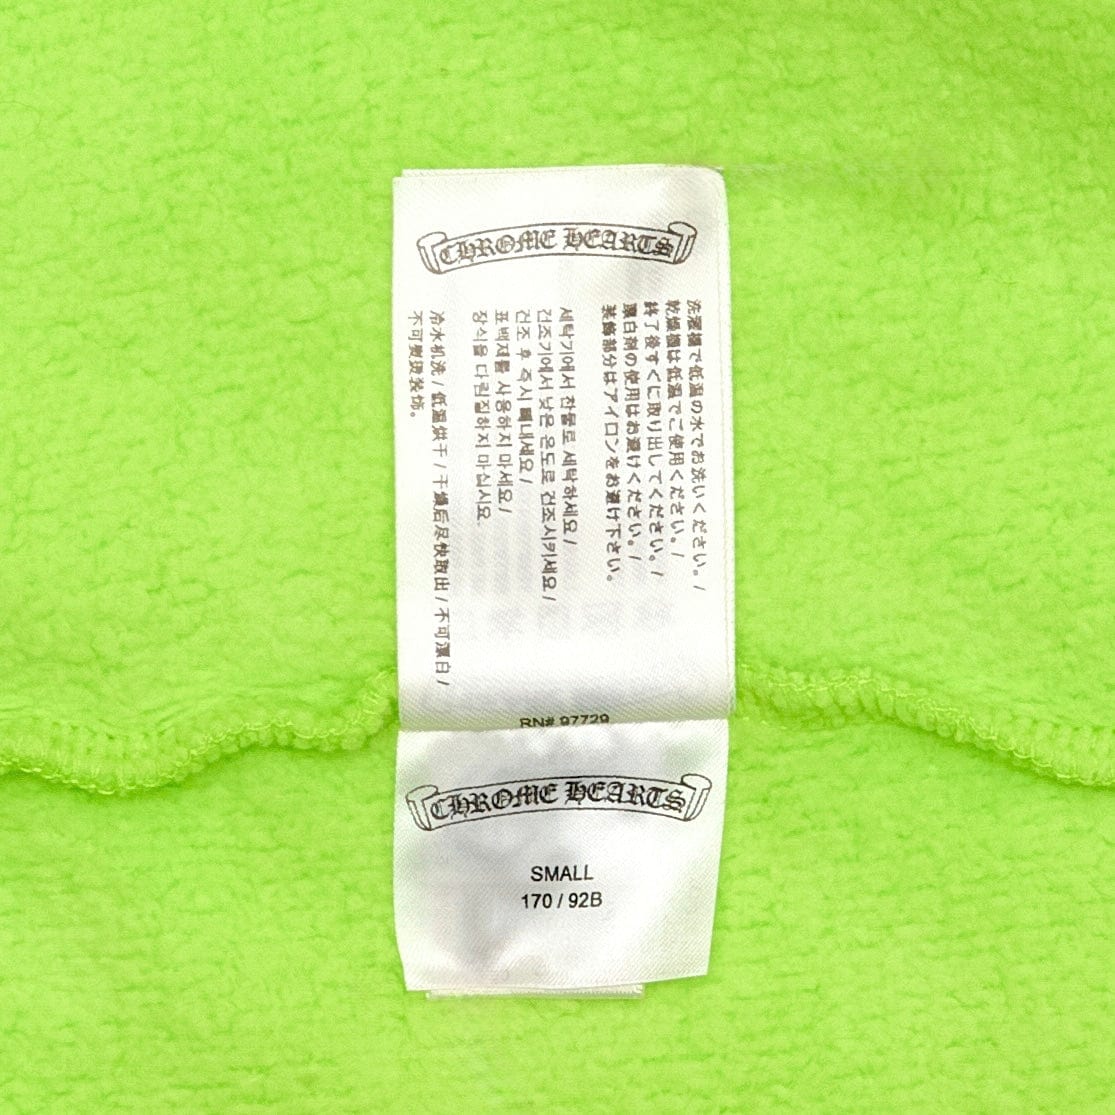 CHROME HEARTS
洗濯機で低温の水でお洗いください。/
乾燥機は低温でご使用ください。/
終了後すぐに取り出してください。/
漂白剤の使用はお避けください。/
装飾部分はアイロンをお避け下さい。
세탁기에서 찬물로 세탁하세요/
건조기에서 낮은 온도로 건조시키세요/
건조 후 즉시 빼내세요/
표백제를 사용하지 마세요/
장식을 다림질하지 마십시요.
冷水机洗 / 低温烘干 / 干燥后尽快取出 / 不可漂白 /
不可熨烫装饰。
RN# 97729
CHROME HEARTS
SMALL
170 / 92B